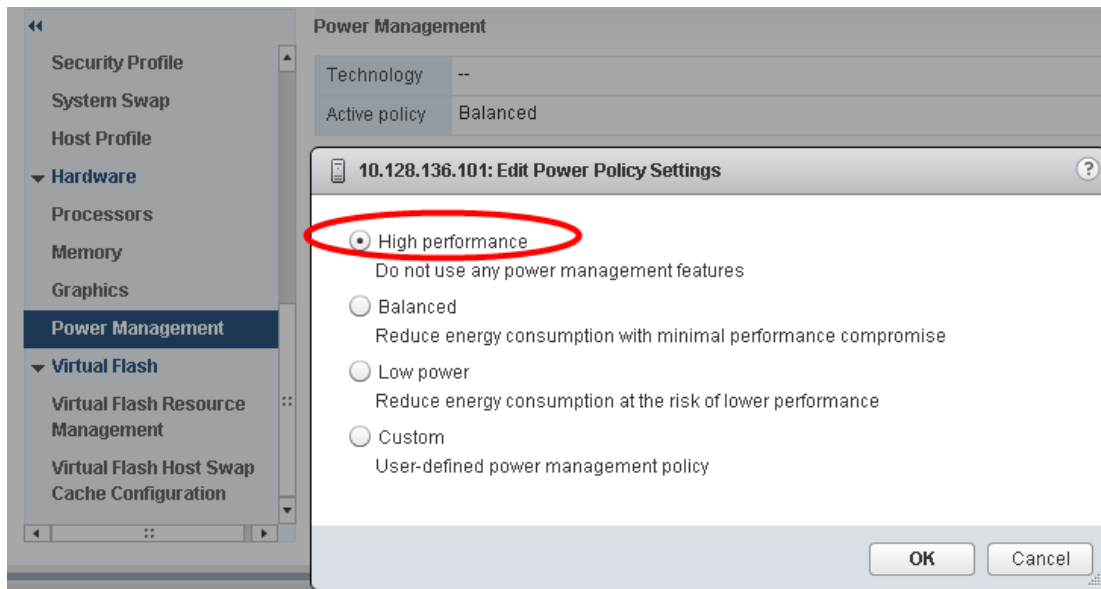 Security Profile
System Swap
Host Profile
Hardware
Processors
Memory
Graphics
Power Management
Virtual Flash
Virtual Flash Resource
Management
Virtual Flash Host Swap
Cache Configuration
Power Management
Technology --
Active policy Balanced
10.128.136.101: Edit Power Policy Settings
?
High performance
Do not use any power management features
Balanced
Reduce energy consumption with minimal performance compromise
Low power
Reduce energy consumption at the risk of lower performance
Custom
User-defined power management policy
OK Cancel